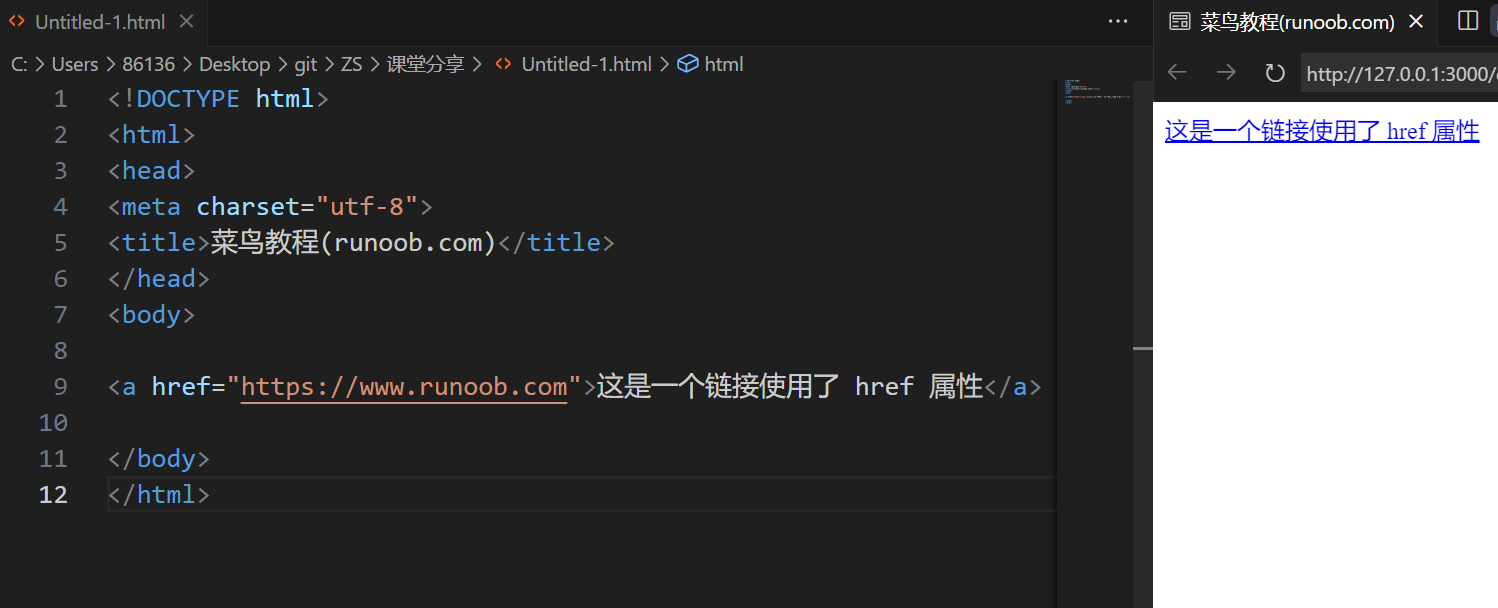 Untitled-1.html
菜鸟教程(runoob.com)
C: > Users > 86136 > Desktop > git > ZS > 课堂分享 > Untitled-1.html > html
http://127.0.0.1:3000/
1 <!DOCTYPE html>
2 <html>
3 <head>
4 <meta charset="utf-8">
5 <title>菜鸟教程(runoob.com)</title>
6 </head>
7 <body>
8
9 <a href="https://www.runoob.com">这是一个链接使用了 href 属性</a>
10
11 </body>
12 </html>
这是一个链接使用了 href 属性